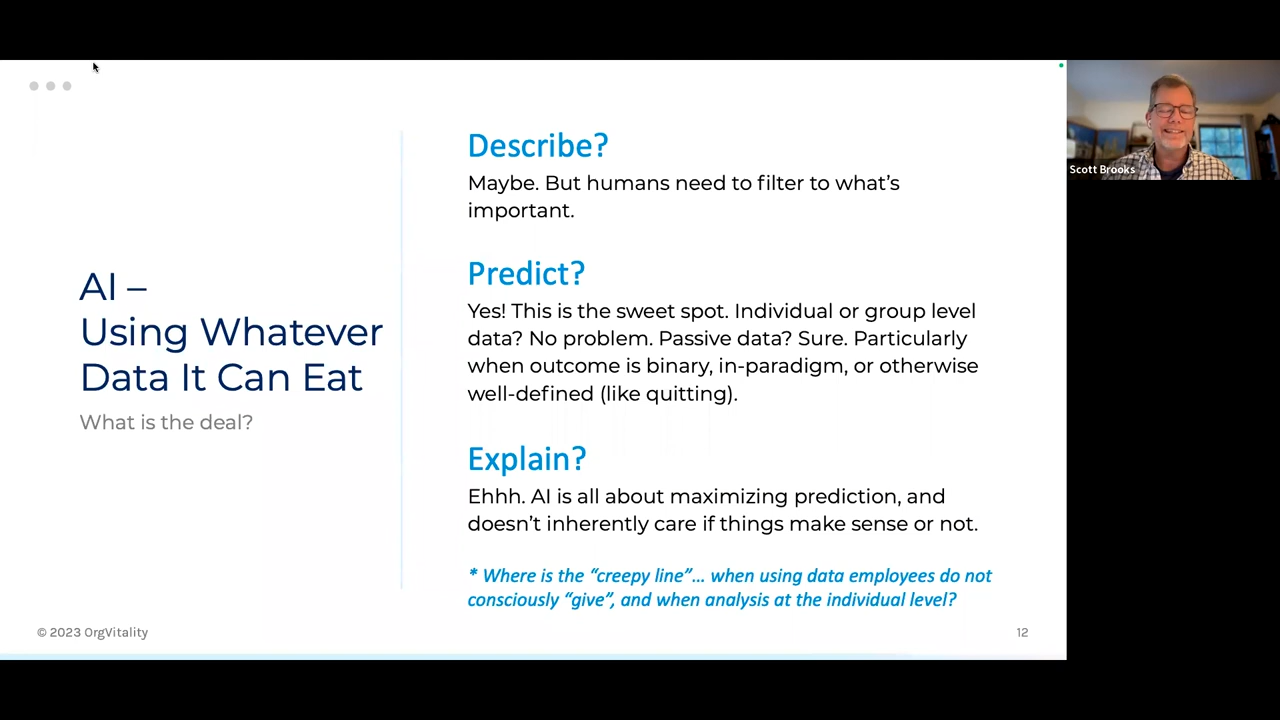 AI –
Using Whatever
Data It Can Eat
What is the deal?
Describe?
Maybe. But humans need to filter to what’s
important.
Predict?
Yes! This is the sweet spot. Individual or group level
data? No problem. Passive data? Sure. Particularly
when outcome is binary, in-paradigm, or otherwise
well-defined (like quitting).
Explain?
Ehhh. AI is all about maximizing prediction, and
doesn’t inherently care if things make sense or not.
* Where is the “creepy line”... when using data employees do not
consciously “give”, and when analysis at the individual level?
© 2023 OrgVitality
12
Scott Brooks